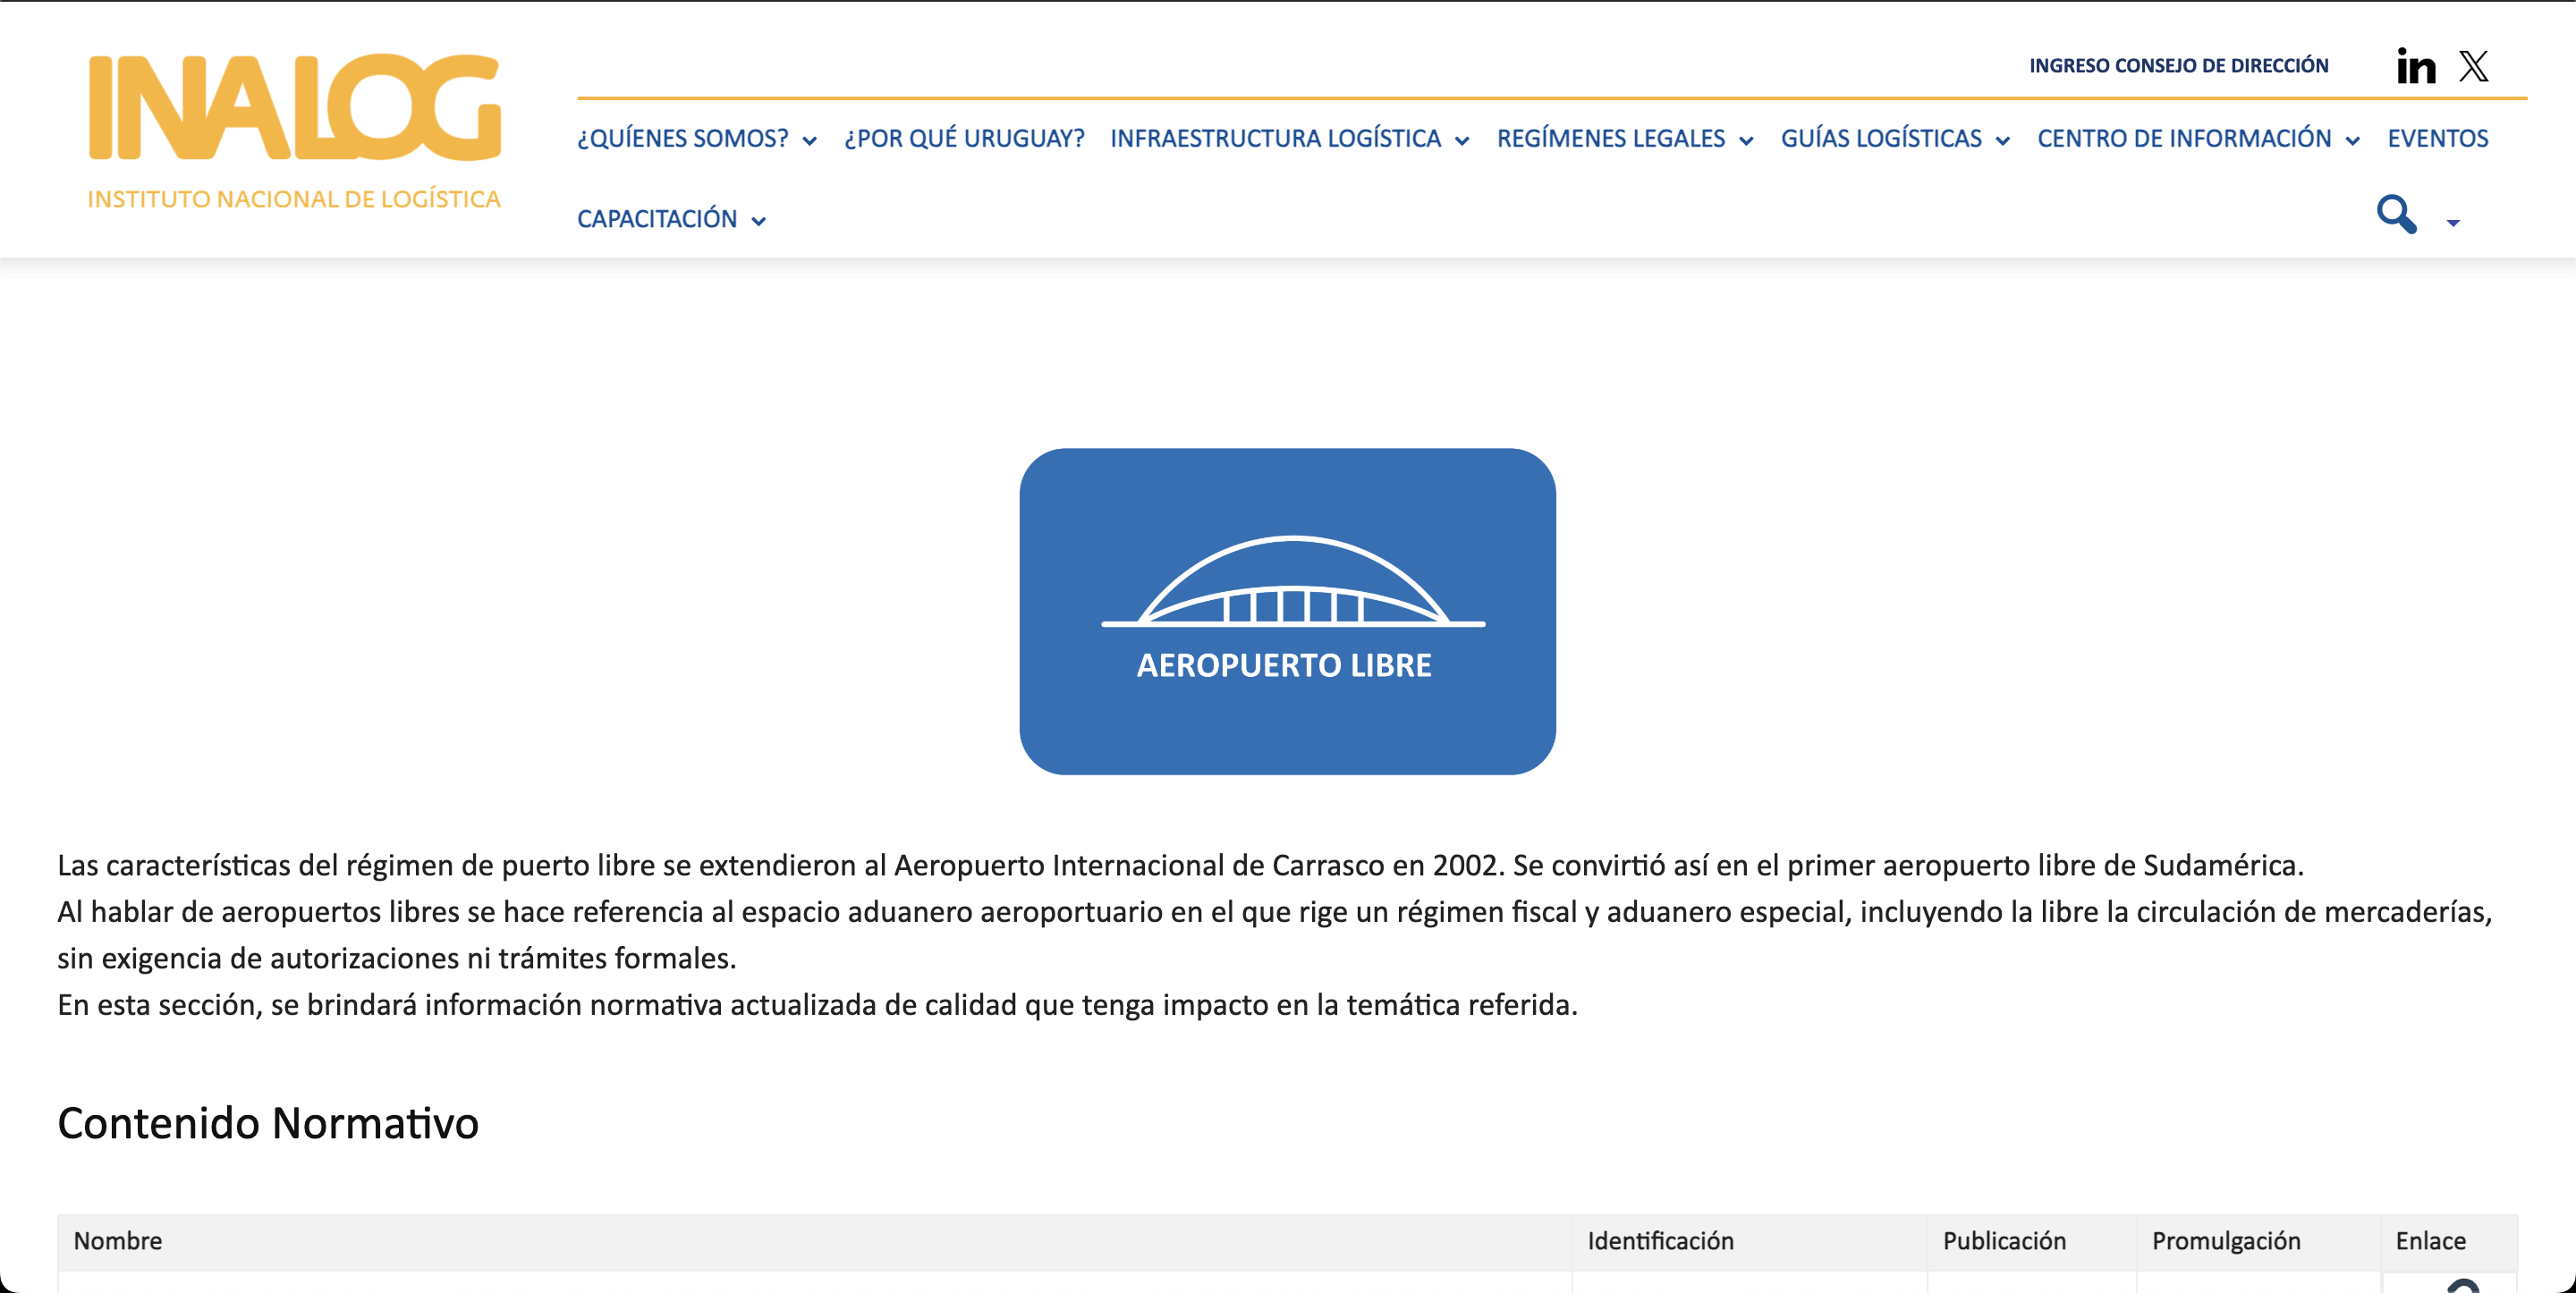 INALOG
INSTITUTO NACIONAL DE LOGÍSTICA
INGRESO CONSEJO DE DIRECCIÓN
in X
¿QUÍENES SOMOS? ¿POR QUÉ URUGUAY? INFRAESTRUCTURA LOGÍSTICA REGÍMENES LEGALES GUÍAS LOGÍSTICAS CENTRO DE INFORMACIÓN EVENTOS
CAPACITACIÓN
AEROPUERTO LIBRE
Las características del régimen de puerto libre se extendieron al Aeropuerto Internacional de Carrasco en 2002. Se convirtió así en el primer aeropuerto libre de Sudamérica.
Al hablar de aeropuertos libres se hace referencia al espacio aduanero aeroportuario en el que rige un régimen fiscal y aduanero especial, incluyendo la libre la circulación de mercaderías,
sin exigencia de autorizaciones ni trámites formales.
En esta sección, se brindará información normativa actualizada de calidad que tenga impacto en la temática referida.
Contenido Normativo
Nombre Identificación Publicación Promulgación Enlace